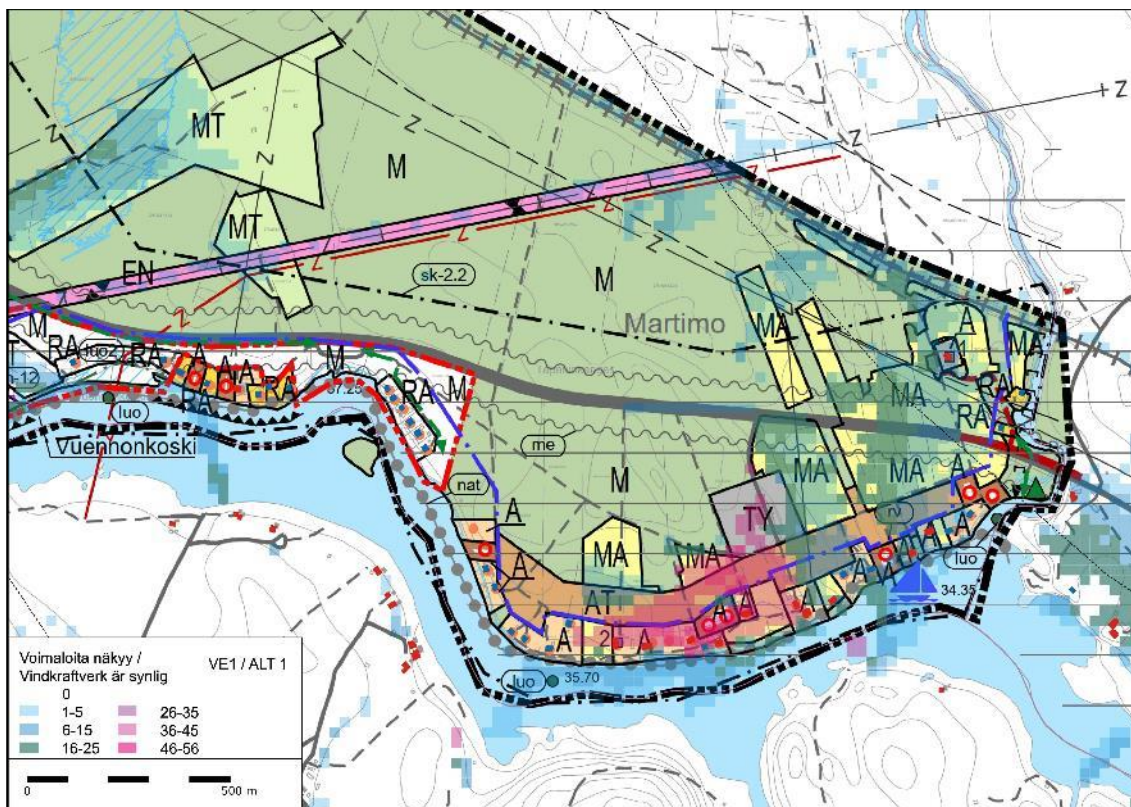 Z
Z
Z
MT
M
Z
Z
Z
MT
Z
Z
EN
sk-2.2
Z
M
A
Martimo
MA
MA
M
RA
luo2
RA
A
A
A
RA
RA
M
RA
M
MA
RA
luo
Vuennonkoski
me
MA
MA
A
nat
M
A
TY
A
luo
MA
MA
A
34.35
AT
A
A
A
A
2
A
luo
35.70
Voimaloita näkyy /
Vindkraftverk är synlig
VE1 / ALT 1
0
1-5
6-15
16-25
26-35
36-45
46-56
0
500 m